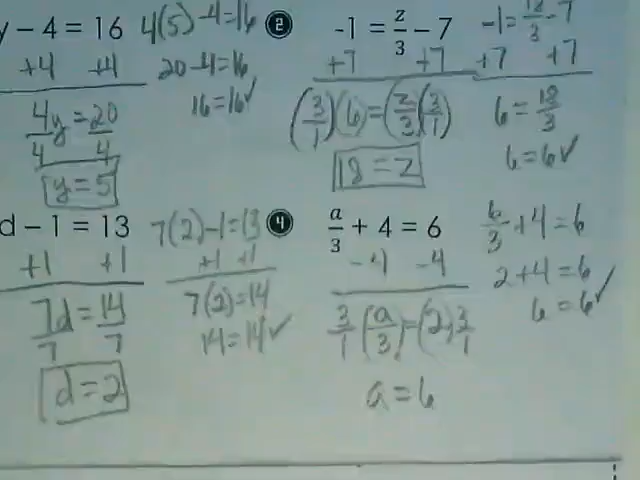 y - 4 = 16
+4 +4
4y = 20
4 4
y = 5
4(5) - 4 = 16
20 - 4 = 16
16 = 16 ✓
2
-1 = z/3 - 7
+7 +7
(3/1)(6) = (z/3)(3/1)
18 = z
-1 = 18/3 - 7
+7 +7
6 = 18/3
6 = 6 ✓
d - 1 = 13
+1 +1
7d = 14
7 7
d = 2
7(2) - 1 = 13
+1 +1
7(2) = 14
14 = 14 ✓
4
a/3 + 4 = 6
-4 -4
3/1 (a/3) = (2) 3/1
a = 6
6/3 + 4 = 6
2 + 4 = 6
6 = 6 ✓